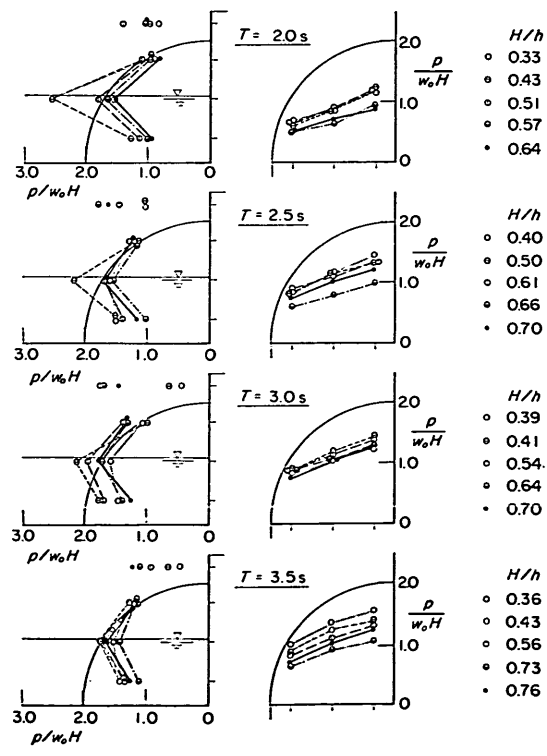 T = 2.0 s
2.0
p/w₀H
1.0
0
3.0 2.0 1.0 0
p/w₀H
H/h
0.33
0.43
0.51
0.57
0.64
T = 2.5 s
2.0
p/w₀H
1.0
0
3.0 2.0 1.0 0
p/w₀H
H/h
0.40
0.50
0.61
0.66
0.70
T = 3.0 s
2.0
p/w₀H
1.0
0
3.0 2.0 1.0 0
p/w₀H
H/h
0.39
0.41
0.54
0.64
0.70
T = 3.5 s
2.0
p/w₀H
1.0
0
3.0 2.0 1.0 0
p/w₀H
H/h
0.36
0.43
0.56
0.73
0.76